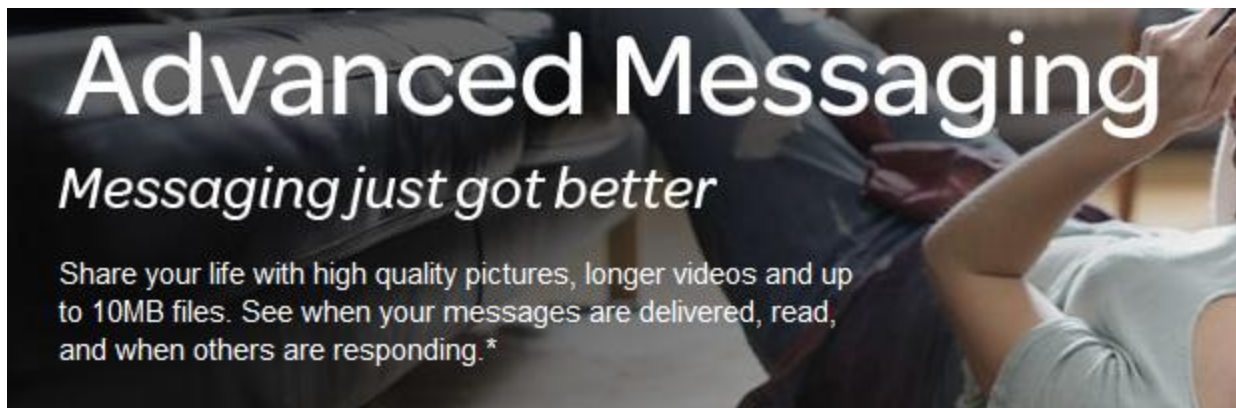 Advanced Messaging
Messaging just got better
Share your life with high quality pictures, longer videos and up
to 10MB files. See when your messages are delivered, read,
and when others are responding.*